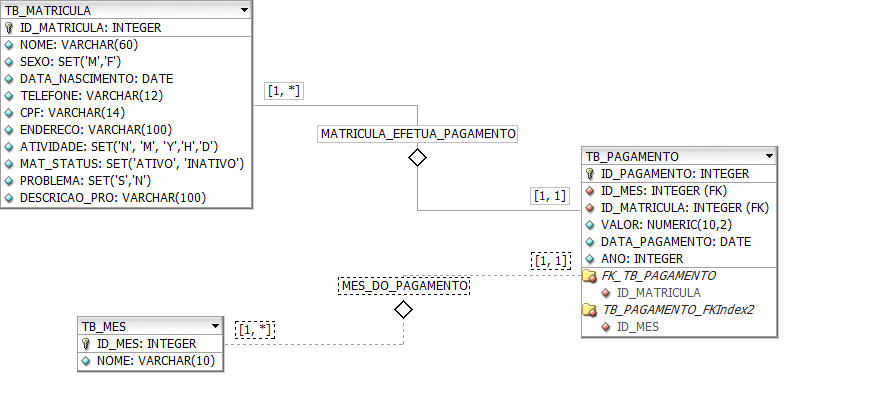 TB_MATRICULA
ID_MATRICULA: INTEGER
NOME: VARCHAR(60)
SEXO: SET('M','F')
DATA_NASCIMENTO: DATE
TELEFONE: VARCHAR(12)
CPF: VARCHAR(14)
ENDERECO: VARCHAR(100)
ATIVIDADE: SET('N', 'M', 'Y','H','D')
MAT_STATUS: SET('ATIVO', 'INATIVO')
PROBLEMA: SET('S','N')
DESCRICAO_PRO: VARCHAR(100)
[1, *]
MATRICULA_EFETUA_PAGAMENTO
[1, 1]
TB_PAGAMENTO
ID_PAGAMENTO: INTEGER
ID_MES: INTEGER (FK)
ID_MATRICULA: INTEGER (FK)
VALOR: NUMERIC(10,2)
DATA_PAGAMENTO: DATE
ANO: INTEGER
FK_TB_PAGAMENTO
ID_MATRICULA
TB_PAGAMENTO_FKIndex2
ID_MES
[1, 1]
MES_DO_PAGAMENTO
[1, *]
TB_MES
ID_MES: INTEGER
NOME: VARCHAR(10)